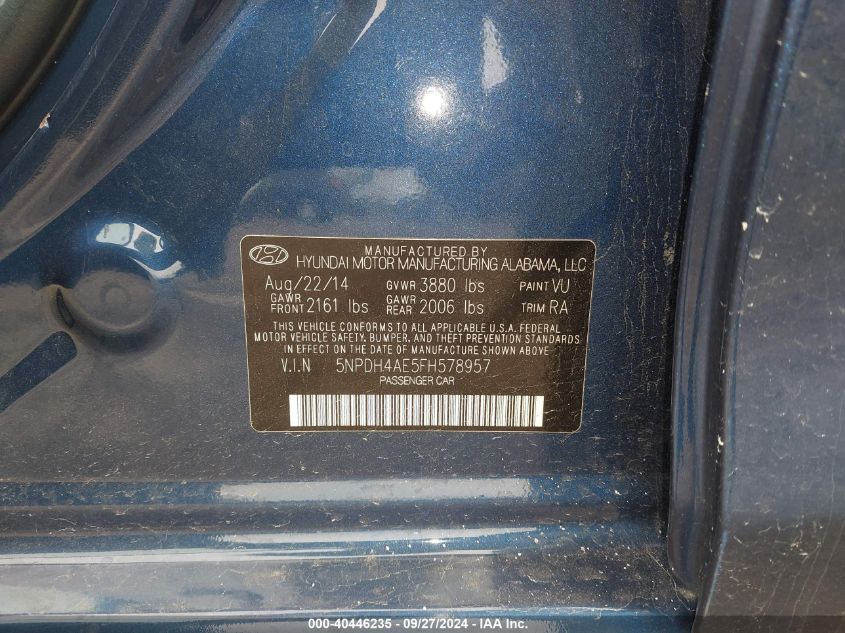 MANUFACTURED BY
HYUNDAI MOTOR MANUFACTURING ALABAMA, LLC
Aug/22/14 GVWR 3880 lbs PAINT VU
GAWR FRONT 2161 lbs GAWR REAR 2006 lbs TRIM RA
THIS VEHICLE CONFORMS TO ALL APPLICABLE U.S.A. FEDERAL
MOTOR VEHICLE SAFETY, BUMPER, AND THEFT PREVENTION STANDARDS
IN EFFECT ON THE DATE OF MANUFACTURE SHOWN ABOVE
V.I.N 5NPDH4AE5FH578957
PASSENGER CAR
000-40446235 - 09/27/2024 - IAA Inc.